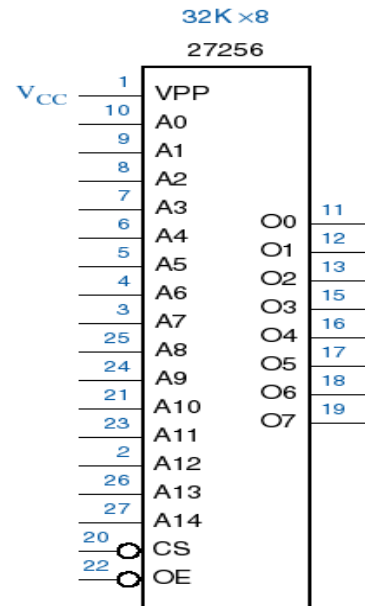 32K ×8
27256
VCC 1 VPP
10 A0
9 A1
8 A2
7 A3 O0 11
6 A4 O1 12
5 A5 O2 13
4 A6 O3 15
3 A7 O4 16
25 A8 O5 17
24 A9 O6 18
21 A10 O7 19
23 A11
2 A12
26 A13
27 A14
20 CS
22 OE